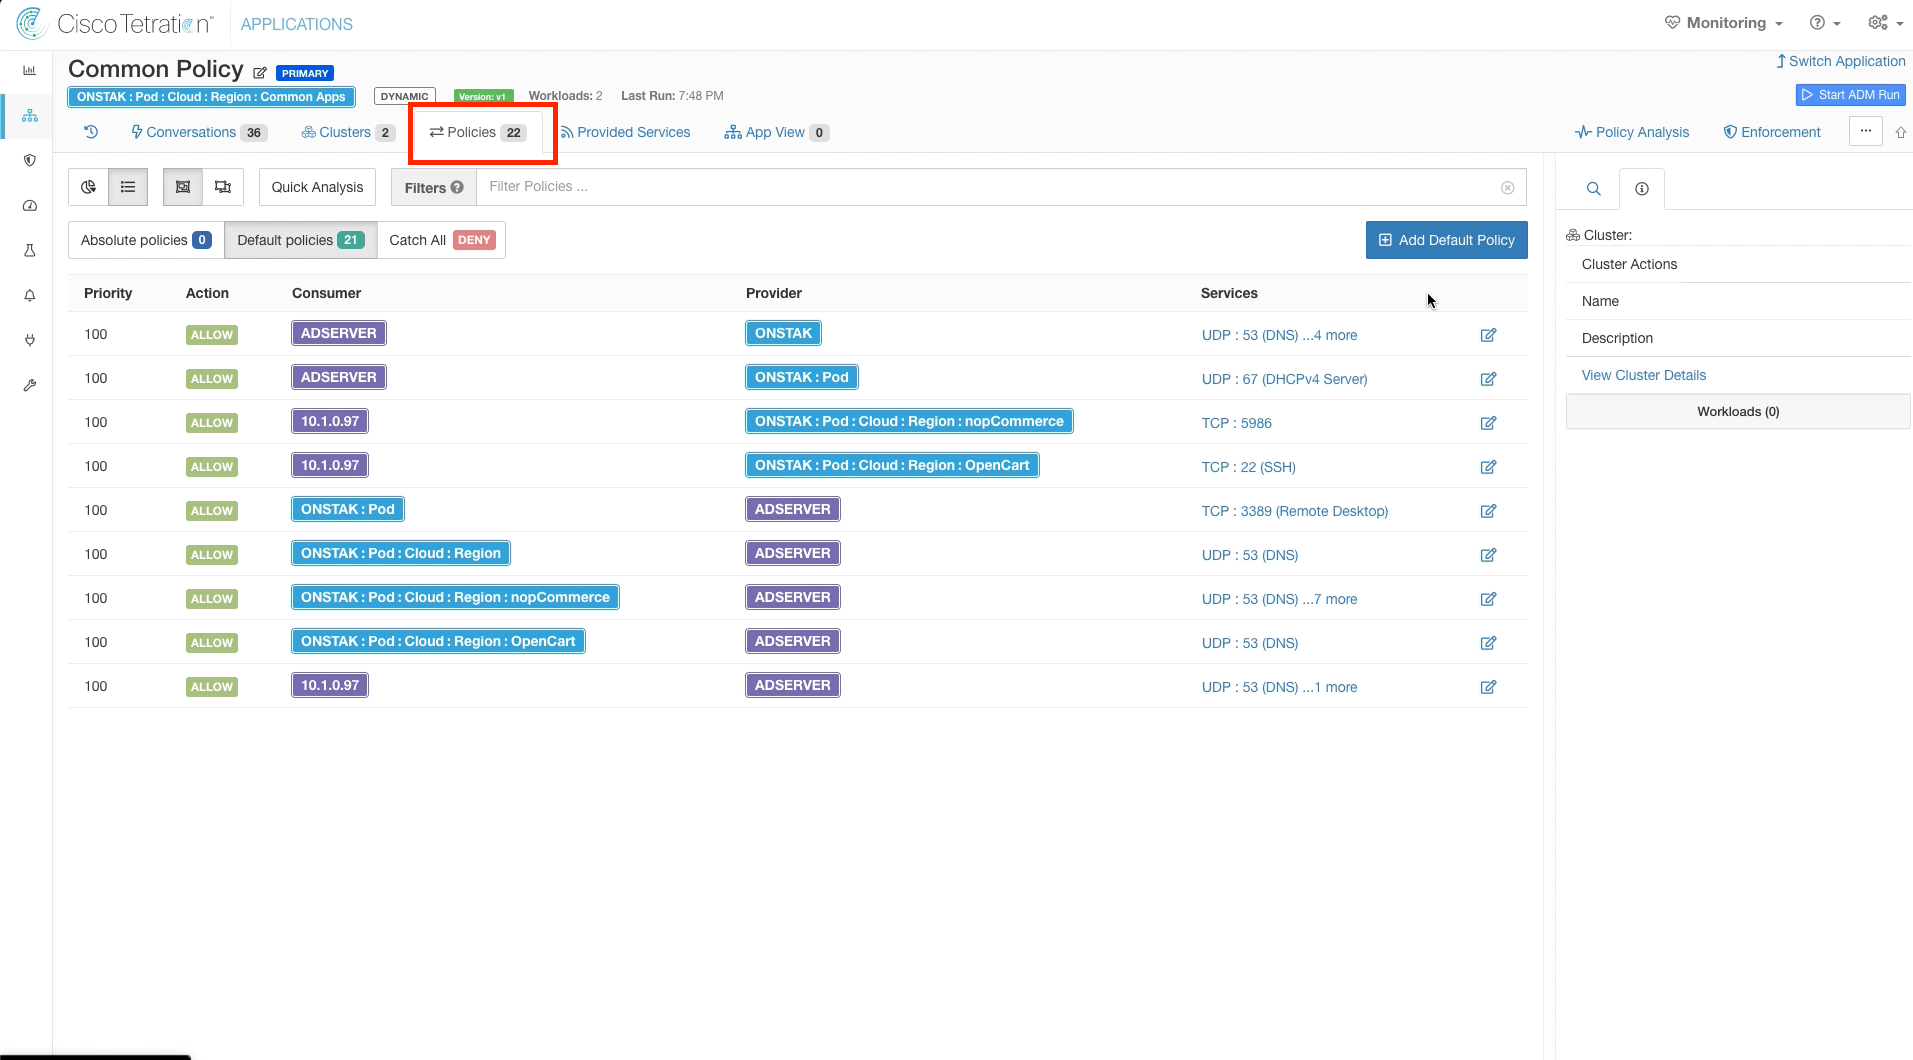 Cisco Tetration™ APPLICATIONS Monitoring
Common Policy PRIMARY Switch Application
ONSTAK : Pod : Cloud : Region : Common Apps DYNAMIC Version: v1 Workloads: 2 Last Run: 7:48 PM Start ADM Run
Conversations 36 Clusters 2 Policies 22 Provided Services App View 0 Policy Analysis Enforcement ...
Quick Analysis Filters ? Filter Policies ...
Absolute policies 0 Default policies 21 Catch All DENY Add Default Policy
Priority Action Consumer Provider Services
100 ALLOW ADSERVER ONSTAK UDP : 53 (DNS) ...4 more
100 ALLOW ADSERVER ONSTAK : Pod UDP : 67 (DHCPv4 Server)
100 ALLOW 10.1.0.97 ONSTAK : Pod : Cloud : Region : nopCommerce TCP : 5986
100 ALLOW 10.1.0.97 ONSTAK : Pod : Cloud : Region : OpenCart TCP : 22 (SSH)
100 ALLOW ONSTAK : Pod ADSERVER TCP : 3389 (Remote Desktop)
100 ALLOW ONSTAK : Pod : Cloud : Region ADSERVER UDP : 53 (DNS)
100 ALLOW ONSTAK : Pod : Cloud : Region : nopCommerce ADSERVER UDP : 53 (DNS) ...7 more
100 ALLOW ONSTAK : Pod : Cloud : Region : OpenCart ADSERVER UDP : 53 (DNS)
100 ALLOW 10.1.0.97 ADSERVER UDP : 53 (DNS) ...1 more
Cluster:
Cluster Actions
Name
Description
View Cluster Details
Workloads (0)